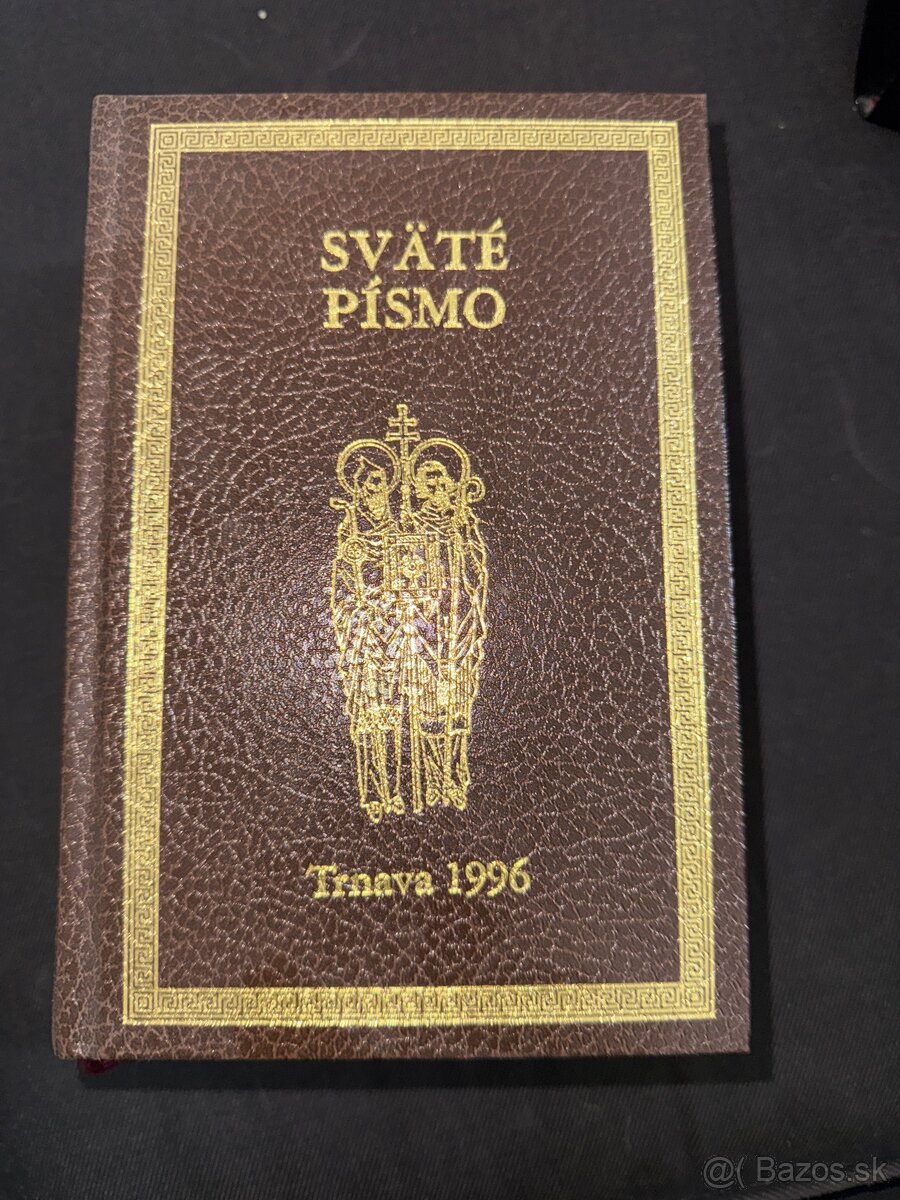 SVÄTÉ
PÍSMO
Trnava 1996
@( Bazos.sk